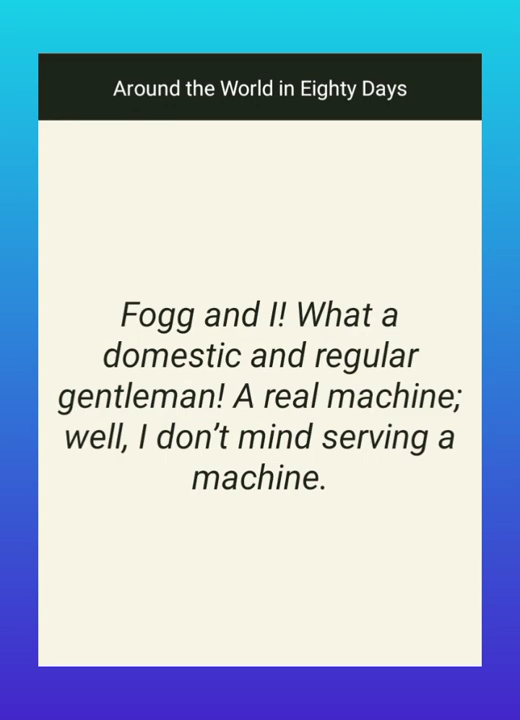 Around the World in Eighty Days
Fogg and I! What a
domestic and regular
gentleman! A real machine;
well, I don’t mind serving a
machine.